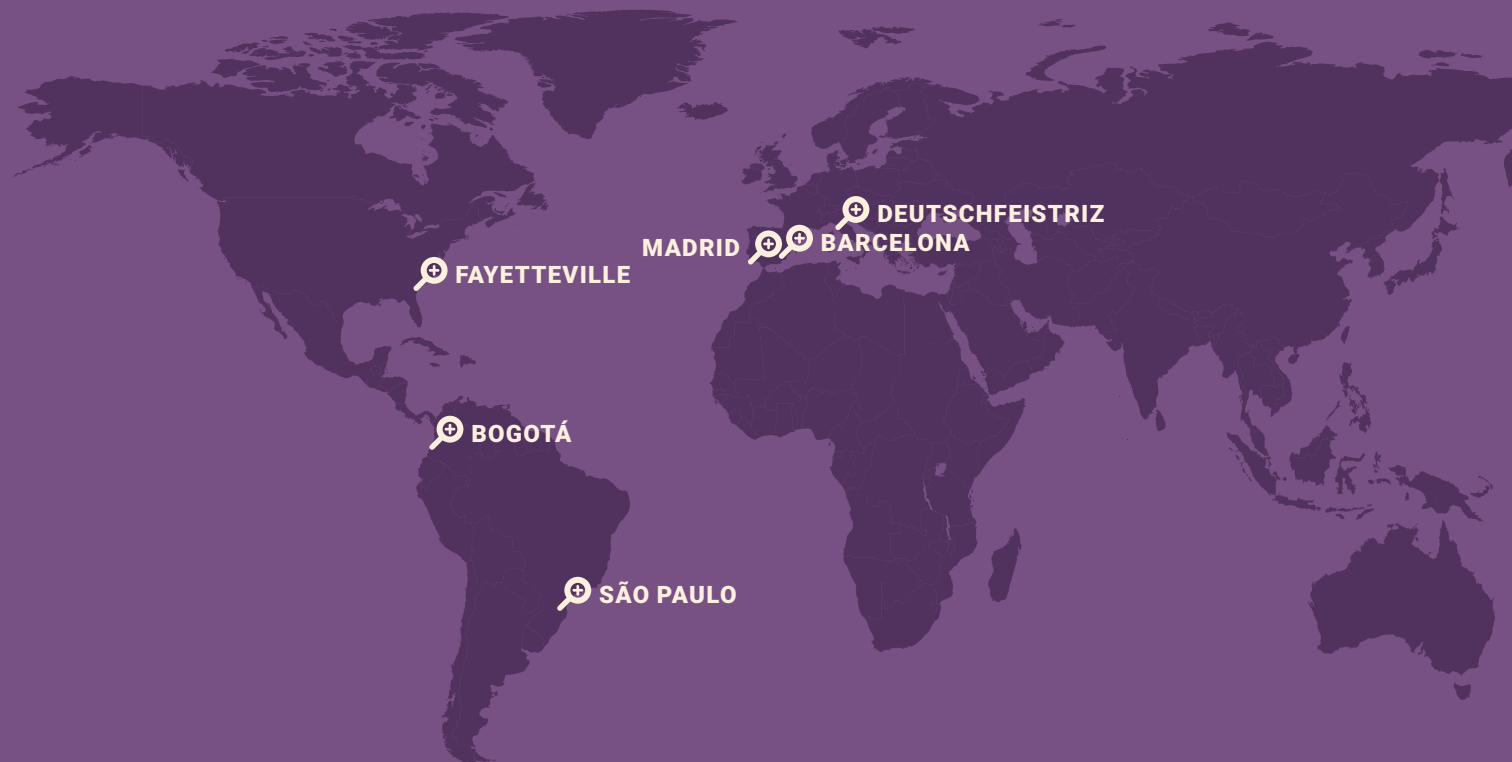 DEUTSCHFEISTRIZ
MADRID
BARCELONA
FAYETTEVILLE
BOGOTÁ
SÃO PAULO